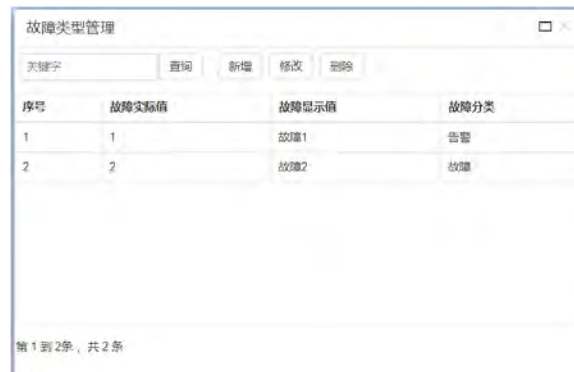 故障类型管理
关键字 查询 新增 修改 删除
序号 故障实际值 故障显示值 故障分类
1 1 故障1 告警
2 2 故障2 故障
第 1 到 2条，共 2 条